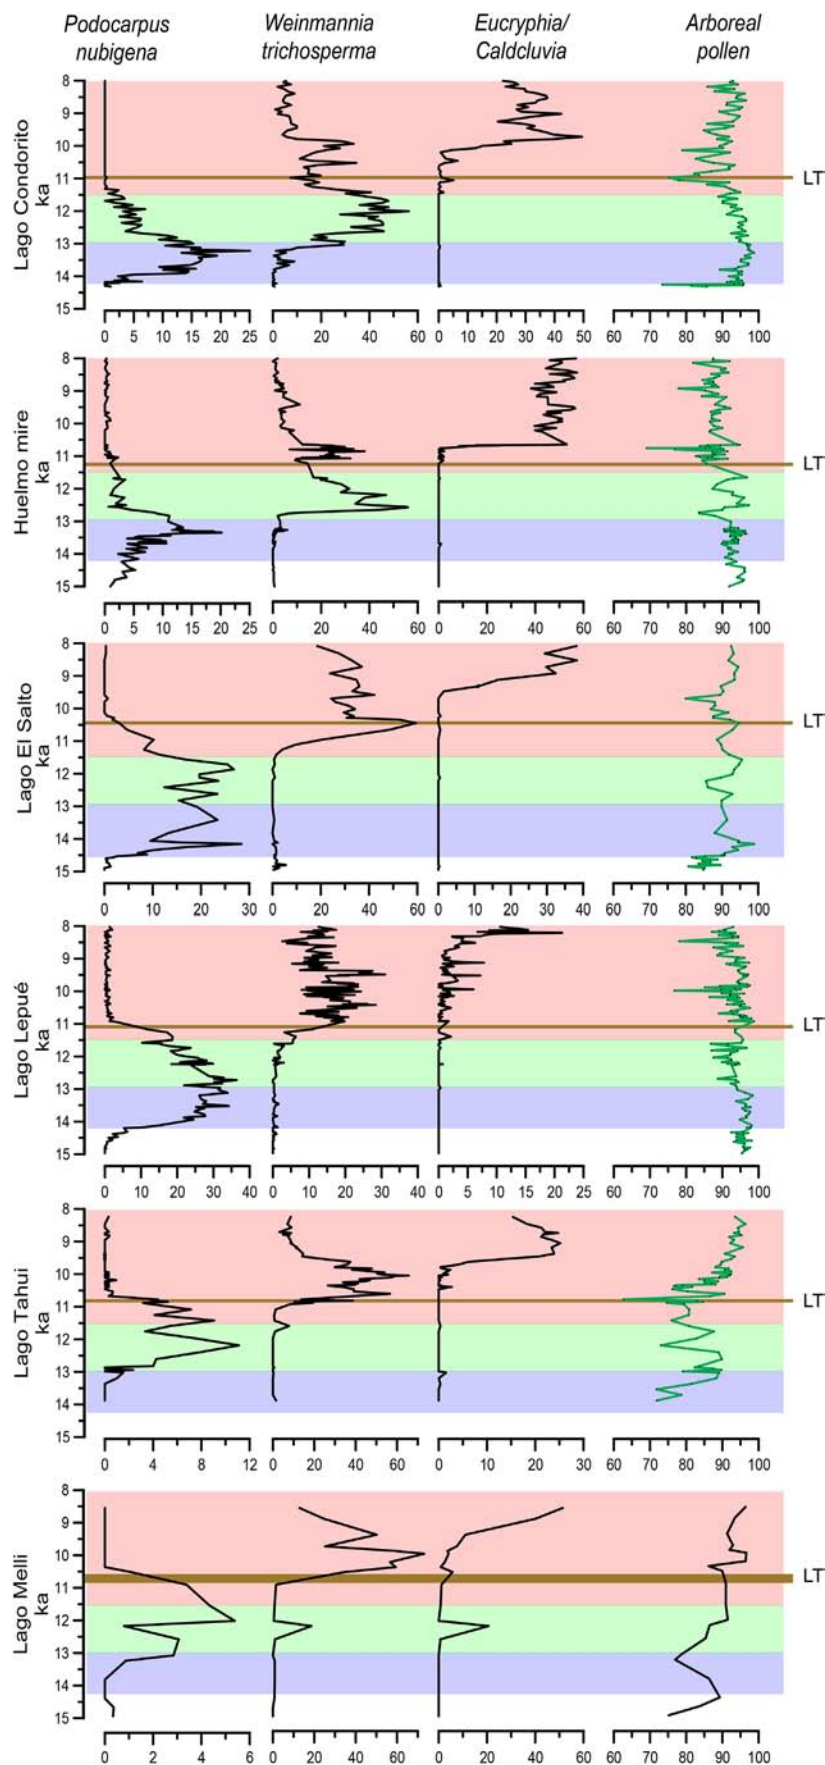 Podocarpus nubigena
Weinmannia trichosperma
Eucryphia/ Caldcluvia
Arboreal pollen
Lago Condorito
ka
8
9
10
11
12
13
14
15
LT
0 5 10 15 20 25
0 20 40 60
0 10 20 30 40 50
60 70 80 90 100
Huelmo mire
ka
8
9
10
11
12
13
14
15
LT
0 5 10 15 20 25
0 20 40 60
0 20 40 60
60 70 80 90 100
Lago El Salto
ka
8
9
10
11
12
13
14
15
LT
0 10 20 30
0 20 40 60
0 10 20 30 40
60 70 80 90 100
Lago Lepué
ka
8
9
10
11
12
13
14
15
LT
0 10 20 30 40
0 20 40 60
0 5 10 15 20 25
60 70 80 90 100
Lago Tahui
ka
8
9
10
11
12
13
14
15
LT
0 4 8 12
0 20 40 60
0 10 20 30
60 70 80 90 100
Lago Melli
ka
8
9
10
11
12
13
14
15
LT
0 2 4 6
0 20 40 60
0 20 40 60
60 70 80 90 100